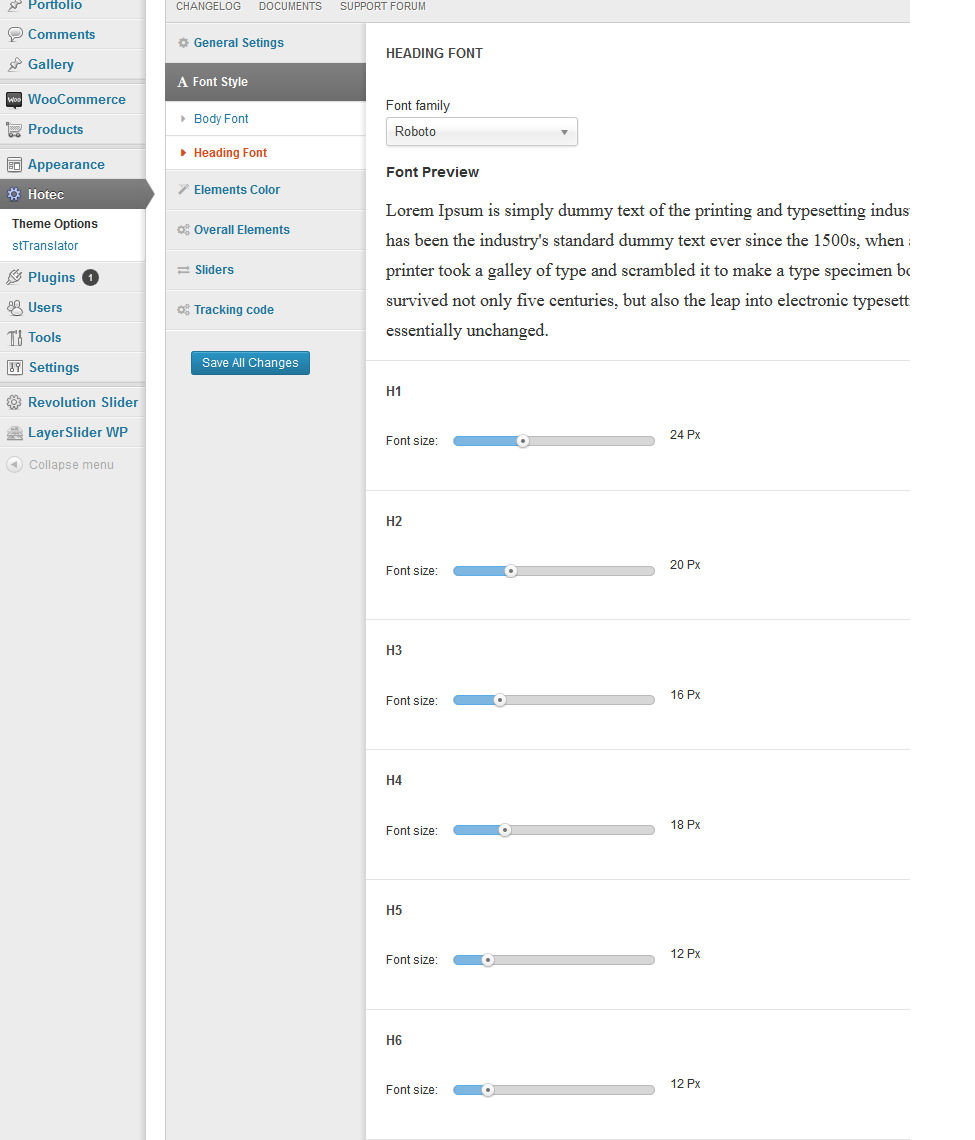 CHANGELOG DOCUMENTS SUPPORT FORUM
Portfolio
Comments
Gallery
WooCommerce
Products
Appearance
Hotec
Theme Options
stTranslator
Plugins 1
Users
Tools
Settings
Revolution Slider
LayerSlider WP
Collapse menu
General Setings
A Font Style
Body Font
Heading Font
Elements Color
Overall Elements
Sliders
Tracking code
Save All Changes
HEADING FONT
Font family
Roboto
Font Preview
Lorem Ipsum is simply dummy text of the printing and typesetting indus
has been the industry's standard dummy text ever since the 1500s, when
printer took a galley of type and scrambled it to make a type specimen bo
survived not only five centuries, but also the leap into electronic typesetti
essentially unchanged.
H1
Font size: 24 Px
H2
Font size: 20 Px
H3
Font size: 16 Px
H4
Font size: 18 Px
H5
Font size: 12 Px
H6
Font size: 12 Px